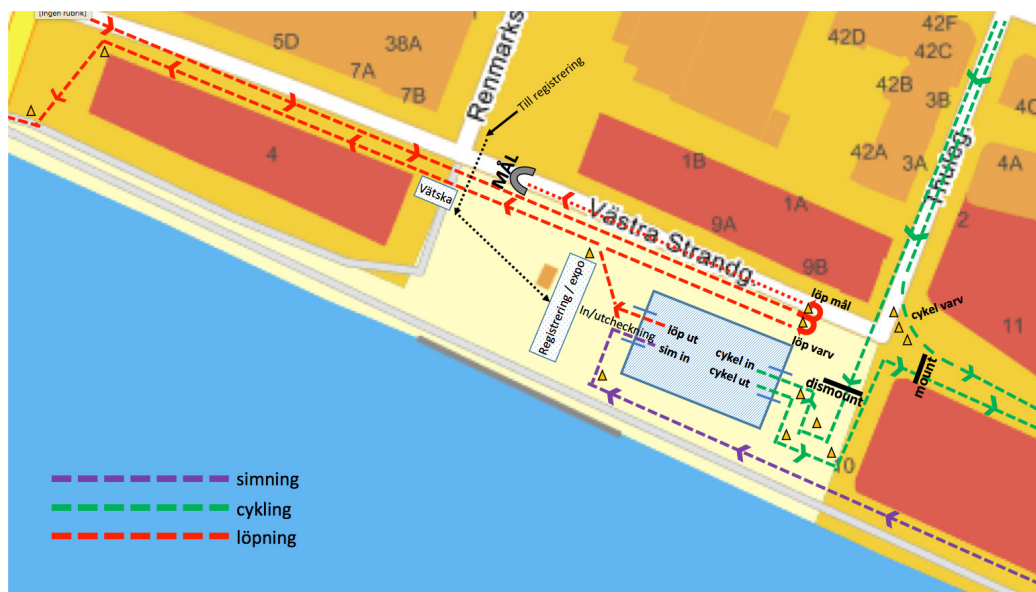 [Ingen rubrik]
5D
38A
7A
7B
4
Renmarks
Till registrering
MÅL
Vätska
Registrering / expo
In/utcheckning
Västra Strandg.
1B
1A
9A
9B
42D
42F
42C
42B
3B
42A
3A
4C
4A
2
11
Thuleg.
löp mål
löp varv
cykel varv
löp ut
sim in
cykel in
cykel ut
dismount
mount
10
simning
cykling
löpning